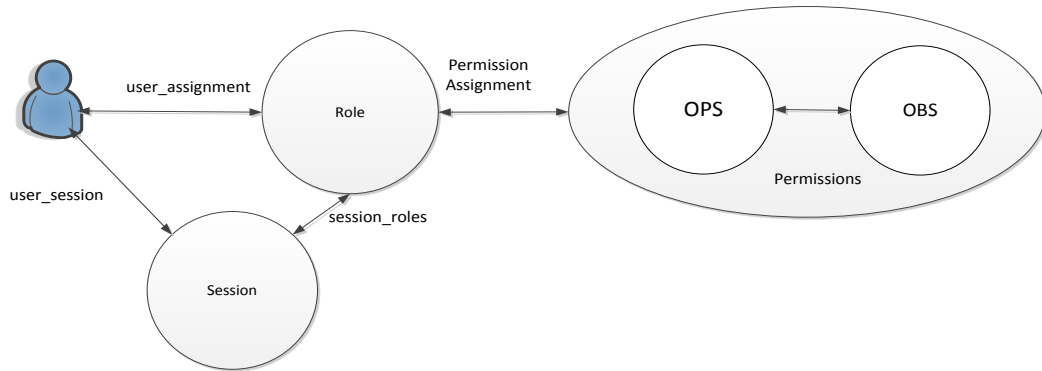 user_assignment
Role
Permission
Assignment
OPS
OBS
Permissions
user_session
session_roles
Session